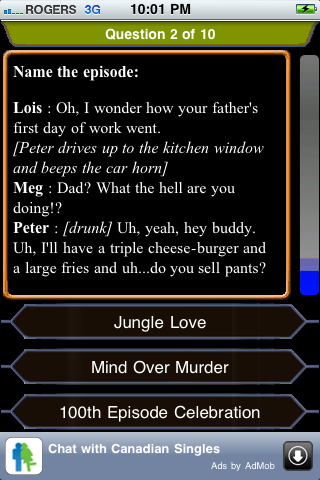 ROGERS 3G 10:01 PM
Question 2 of 10
Name the episode:
Lois : Oh, I wonder how your father's
first day of work went.
[Peter drives up to the kitchen window
and beeps the car horn]
Meg : Dad? What the hell are you
doing!?
Peter : [drunk] Uh, yeah, hey buddy.
Uh, I'll have a triple cheese-burger and
a large fries and uh...do you sell pants?
Jungle Love
Mind Over Murder
100th Episode Celebration
Chat with Canadian Singles
Ads by AdMob